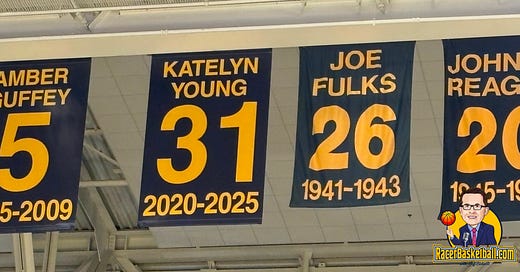 AMBER
GUFFEY
5
5-2009
KATELYN
YOUNG
31
2020-2025
JOE
FULKS
26
1941-1943
JOHN
REAG
20
RacerBasketball.com